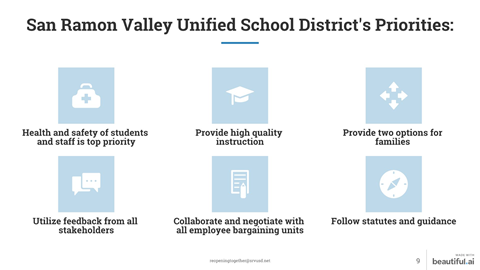 San Ramon Valley Unified School District's Priorities:
Health and safety of students
and staff is top priority
Provide high quality
instruction
Provide two options for
families
Utilize feedback from all
stakeholders
Collaborate and negotiate with
all employee bargaining units
Follow statutes and guidance
reopeningtogether@srvusd.net
9
MADE WITH
beautiful.ai